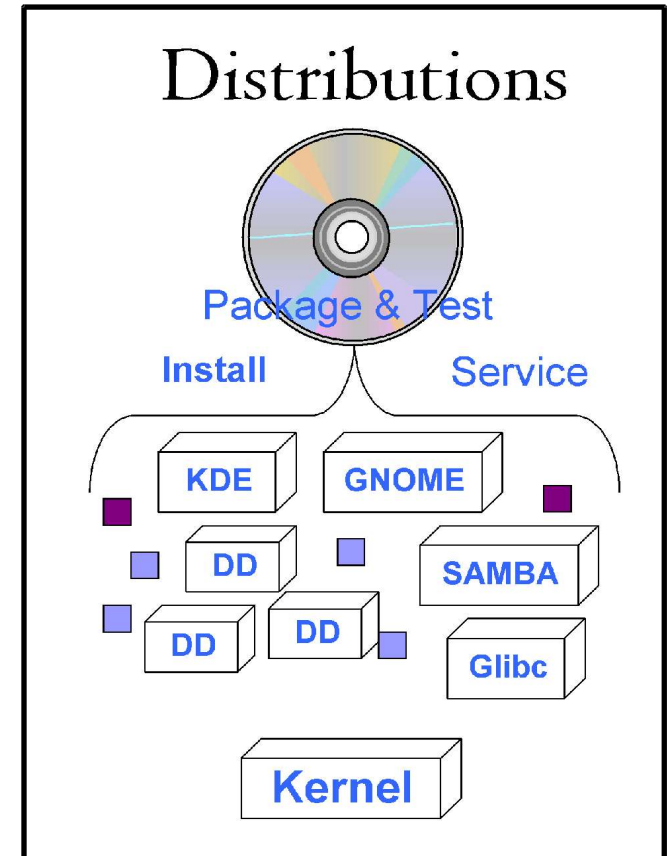 Distributions
Package & Test
Install Service
KDE GNOME
DD SAMBA
DD DD Glibc
Kernel